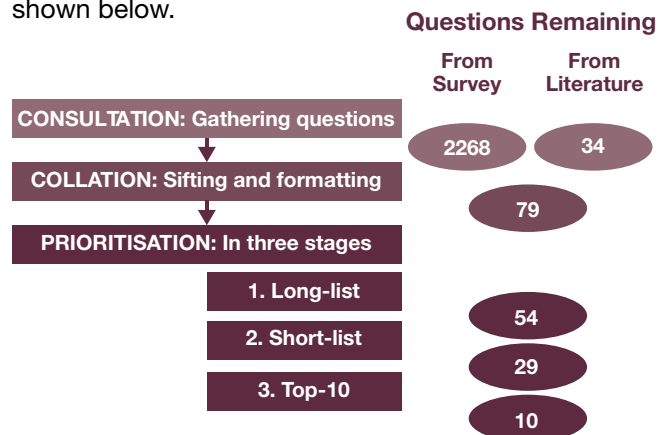 shown below.
Questions Remaining
From Survey
From Literature
CONSULTATION: Gathering questions
2268
34
COLLATION: Sifting and formatting
79
PRIORITISATION: In three stages
1. Long-list
54
2. Short-list
29
3. Top-10
10